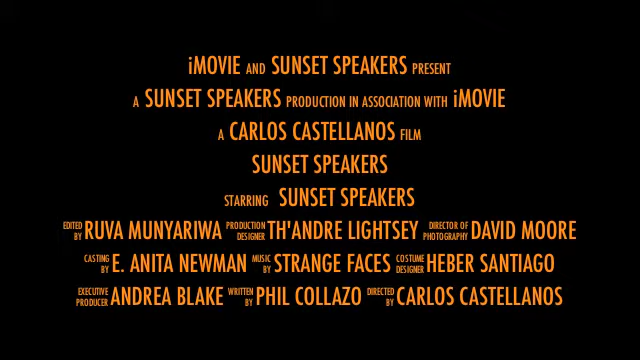 iMOVIE AND SUNSET SPEAKERS PRESENT
A SUNSET SPEAKERS PRODUCTION IN ASSOCIATION WITH iMOVIE
A CARLOS CASTELLANOS FILM
SUNSET SPEAKERS
STARRING SUNSET SPEAKERS
EDITED BY RUVA MUNYARIWA PRODUCTION DESIGNER TH'ANDRE LIGHTSEY DIRECTOR OF PHOTOGRAPHY DAVID MOORE
CASTING BY E. ANITA NEWMAN MUSIC BY STRANGE FACES COSTUME DESIGNER HEBER SANTIAGO
EXECUTIVE PRODUCER ANDREA BLAKE WRITTEN BY PHIL COLLAZO DIRECTED BY CARLOS CASTELLANOS